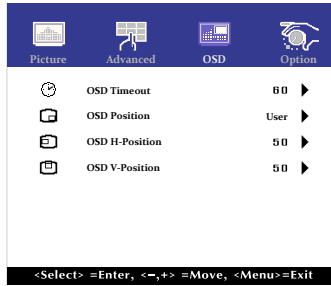 Picture Advanced OSD Option
OSD Timeout 60
OSD Position User
OSD H-Position 50
OSD V-Position 50
<Select> =Enter, <−,+> =Move, <Menu>=Exit